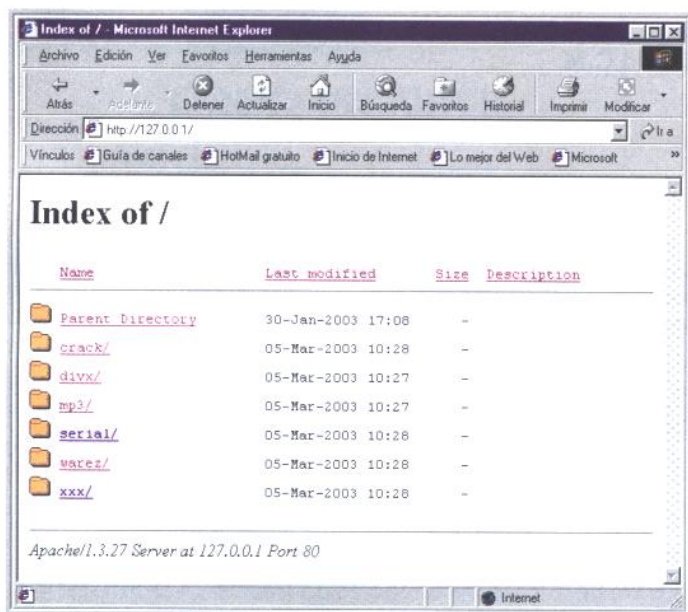 Index of / - Microsoft Internet Explorer
Archivo Edición Ver Favoritos Herramientas Ayuda
Atrás Adelante Detener Actualizar Inicio Búsqueda Favoritos Historial Imprimir Modificar
Dirección http://127.0.0.1/ Ir a
Vínculos Guía de canales HotMail gratuito Inicio de Internet Lo mejor del Web Microsoft »
Index of /
Name Last modified Size Description
Parent Directory 30-Jan-2003 17:08 -
crack/ 05-Mar-2003 10:28 -
divx/ 05-Mar-2003 10:27 -
mp3/ 05-Mar-2003 10:27 -
serial/ 05-Mar-2003 10:28 -
warez/ 05-Mar-2003 10:28 -
xxx/ 05-Mar-2003 10:28 -
Apache/1.3.27 Server at 127.0.0.1 Port 80
Internet